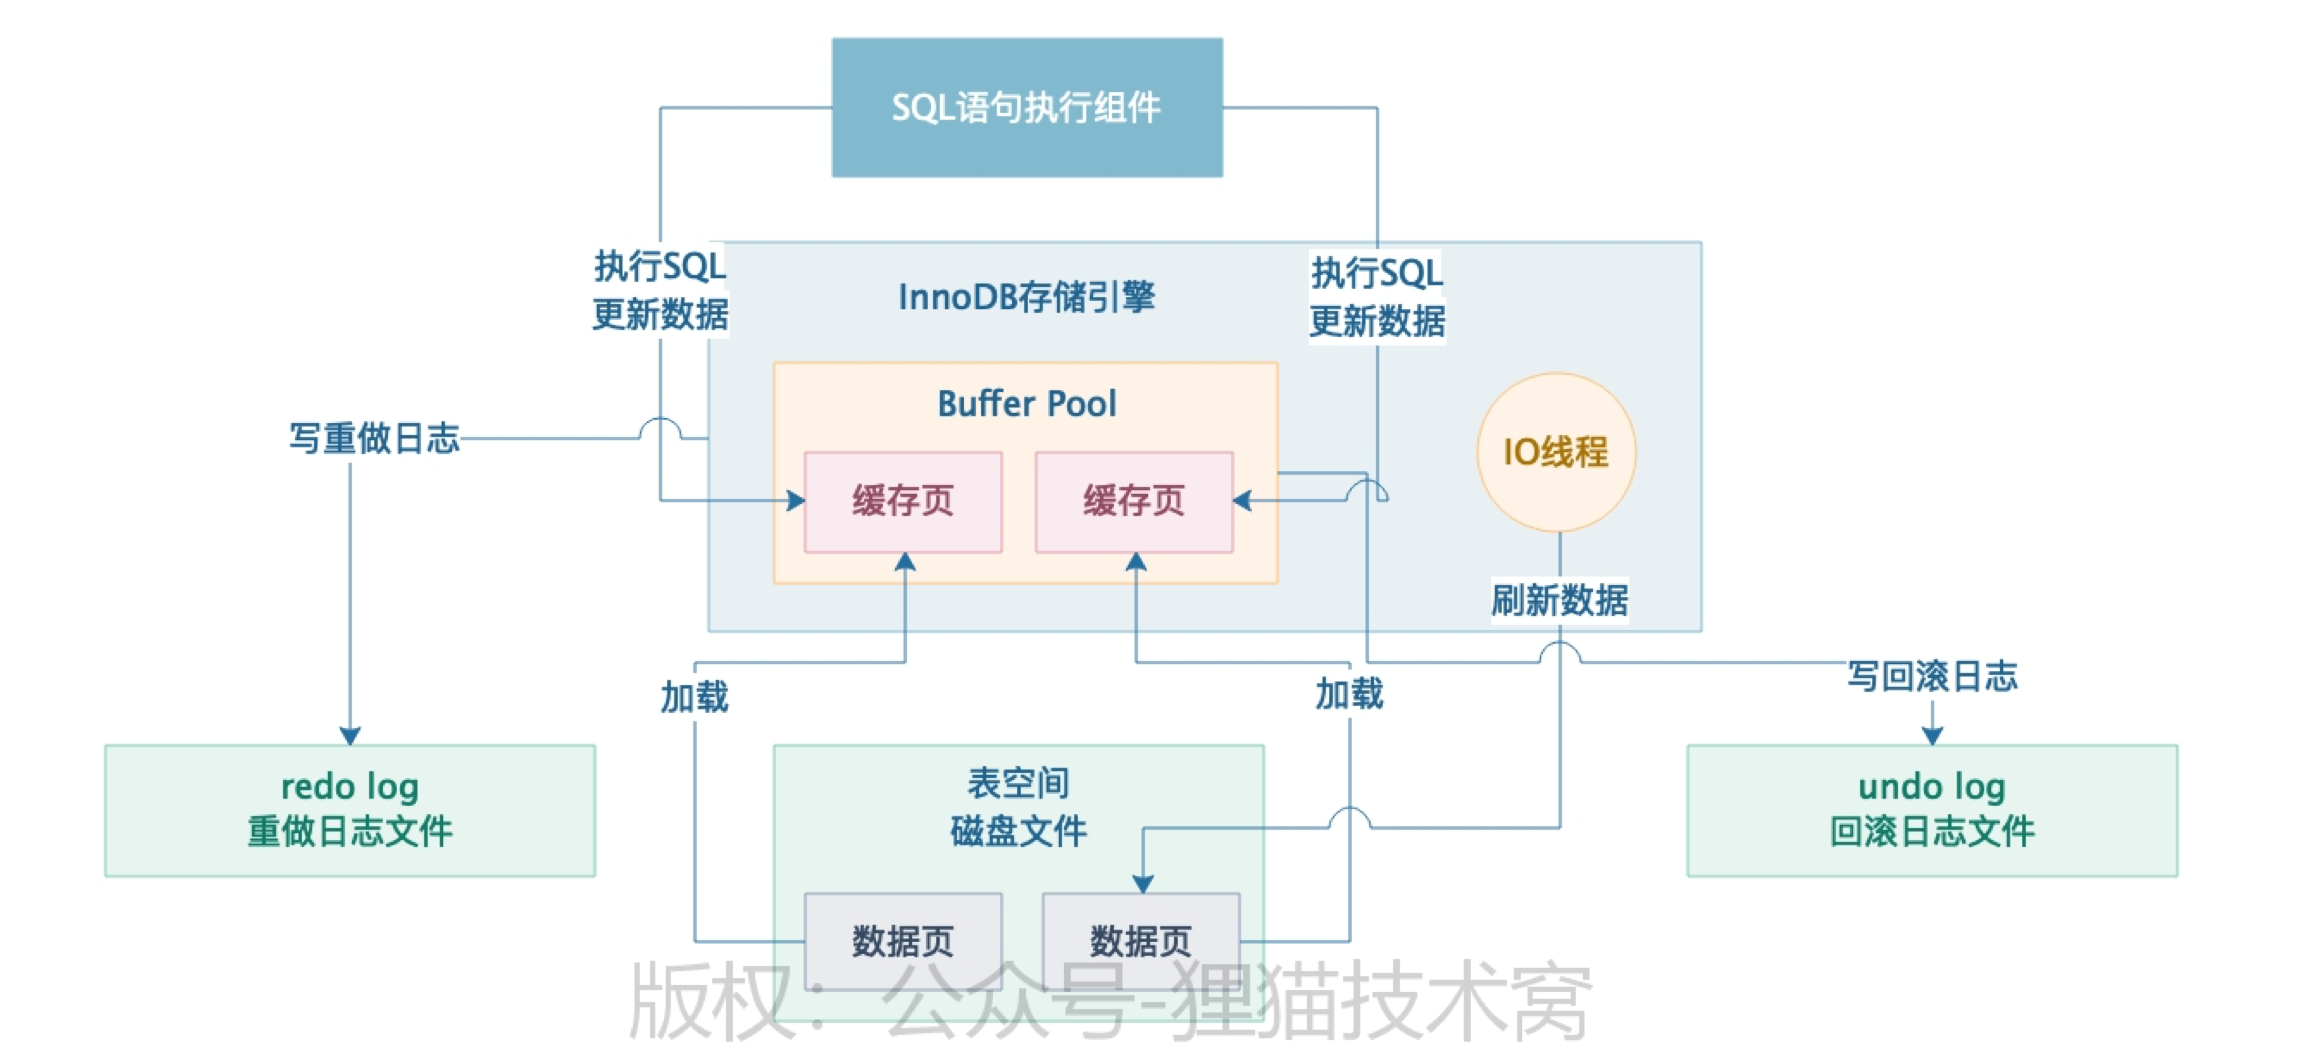 SQL语句执行组件
执行SQL
更新数据
执行SQL
更新数据
InnoDB存储引擎
Buffer Pool
写重做日志
IO线程
缓存页
缓存页
刷新数据
加载
加载
写回滚日志
redo log
重做日志文件
表空间
磁盘文件
undo log
回滚日志文件
数据页
数据页
版权：公众号-狸猫技术窝